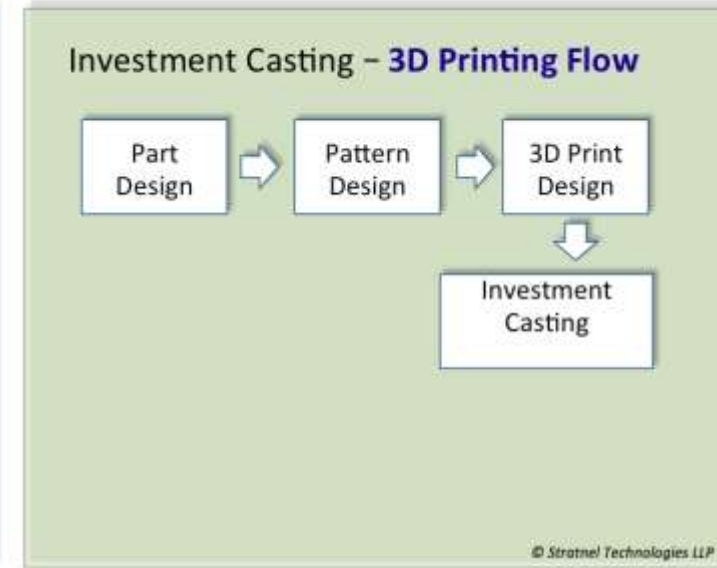 Investment Casting – 3D Printing Flow
Part
Design
Pattern
Design
3D Print
Design
Investment
Casting
© Stratnel Technologies LLP